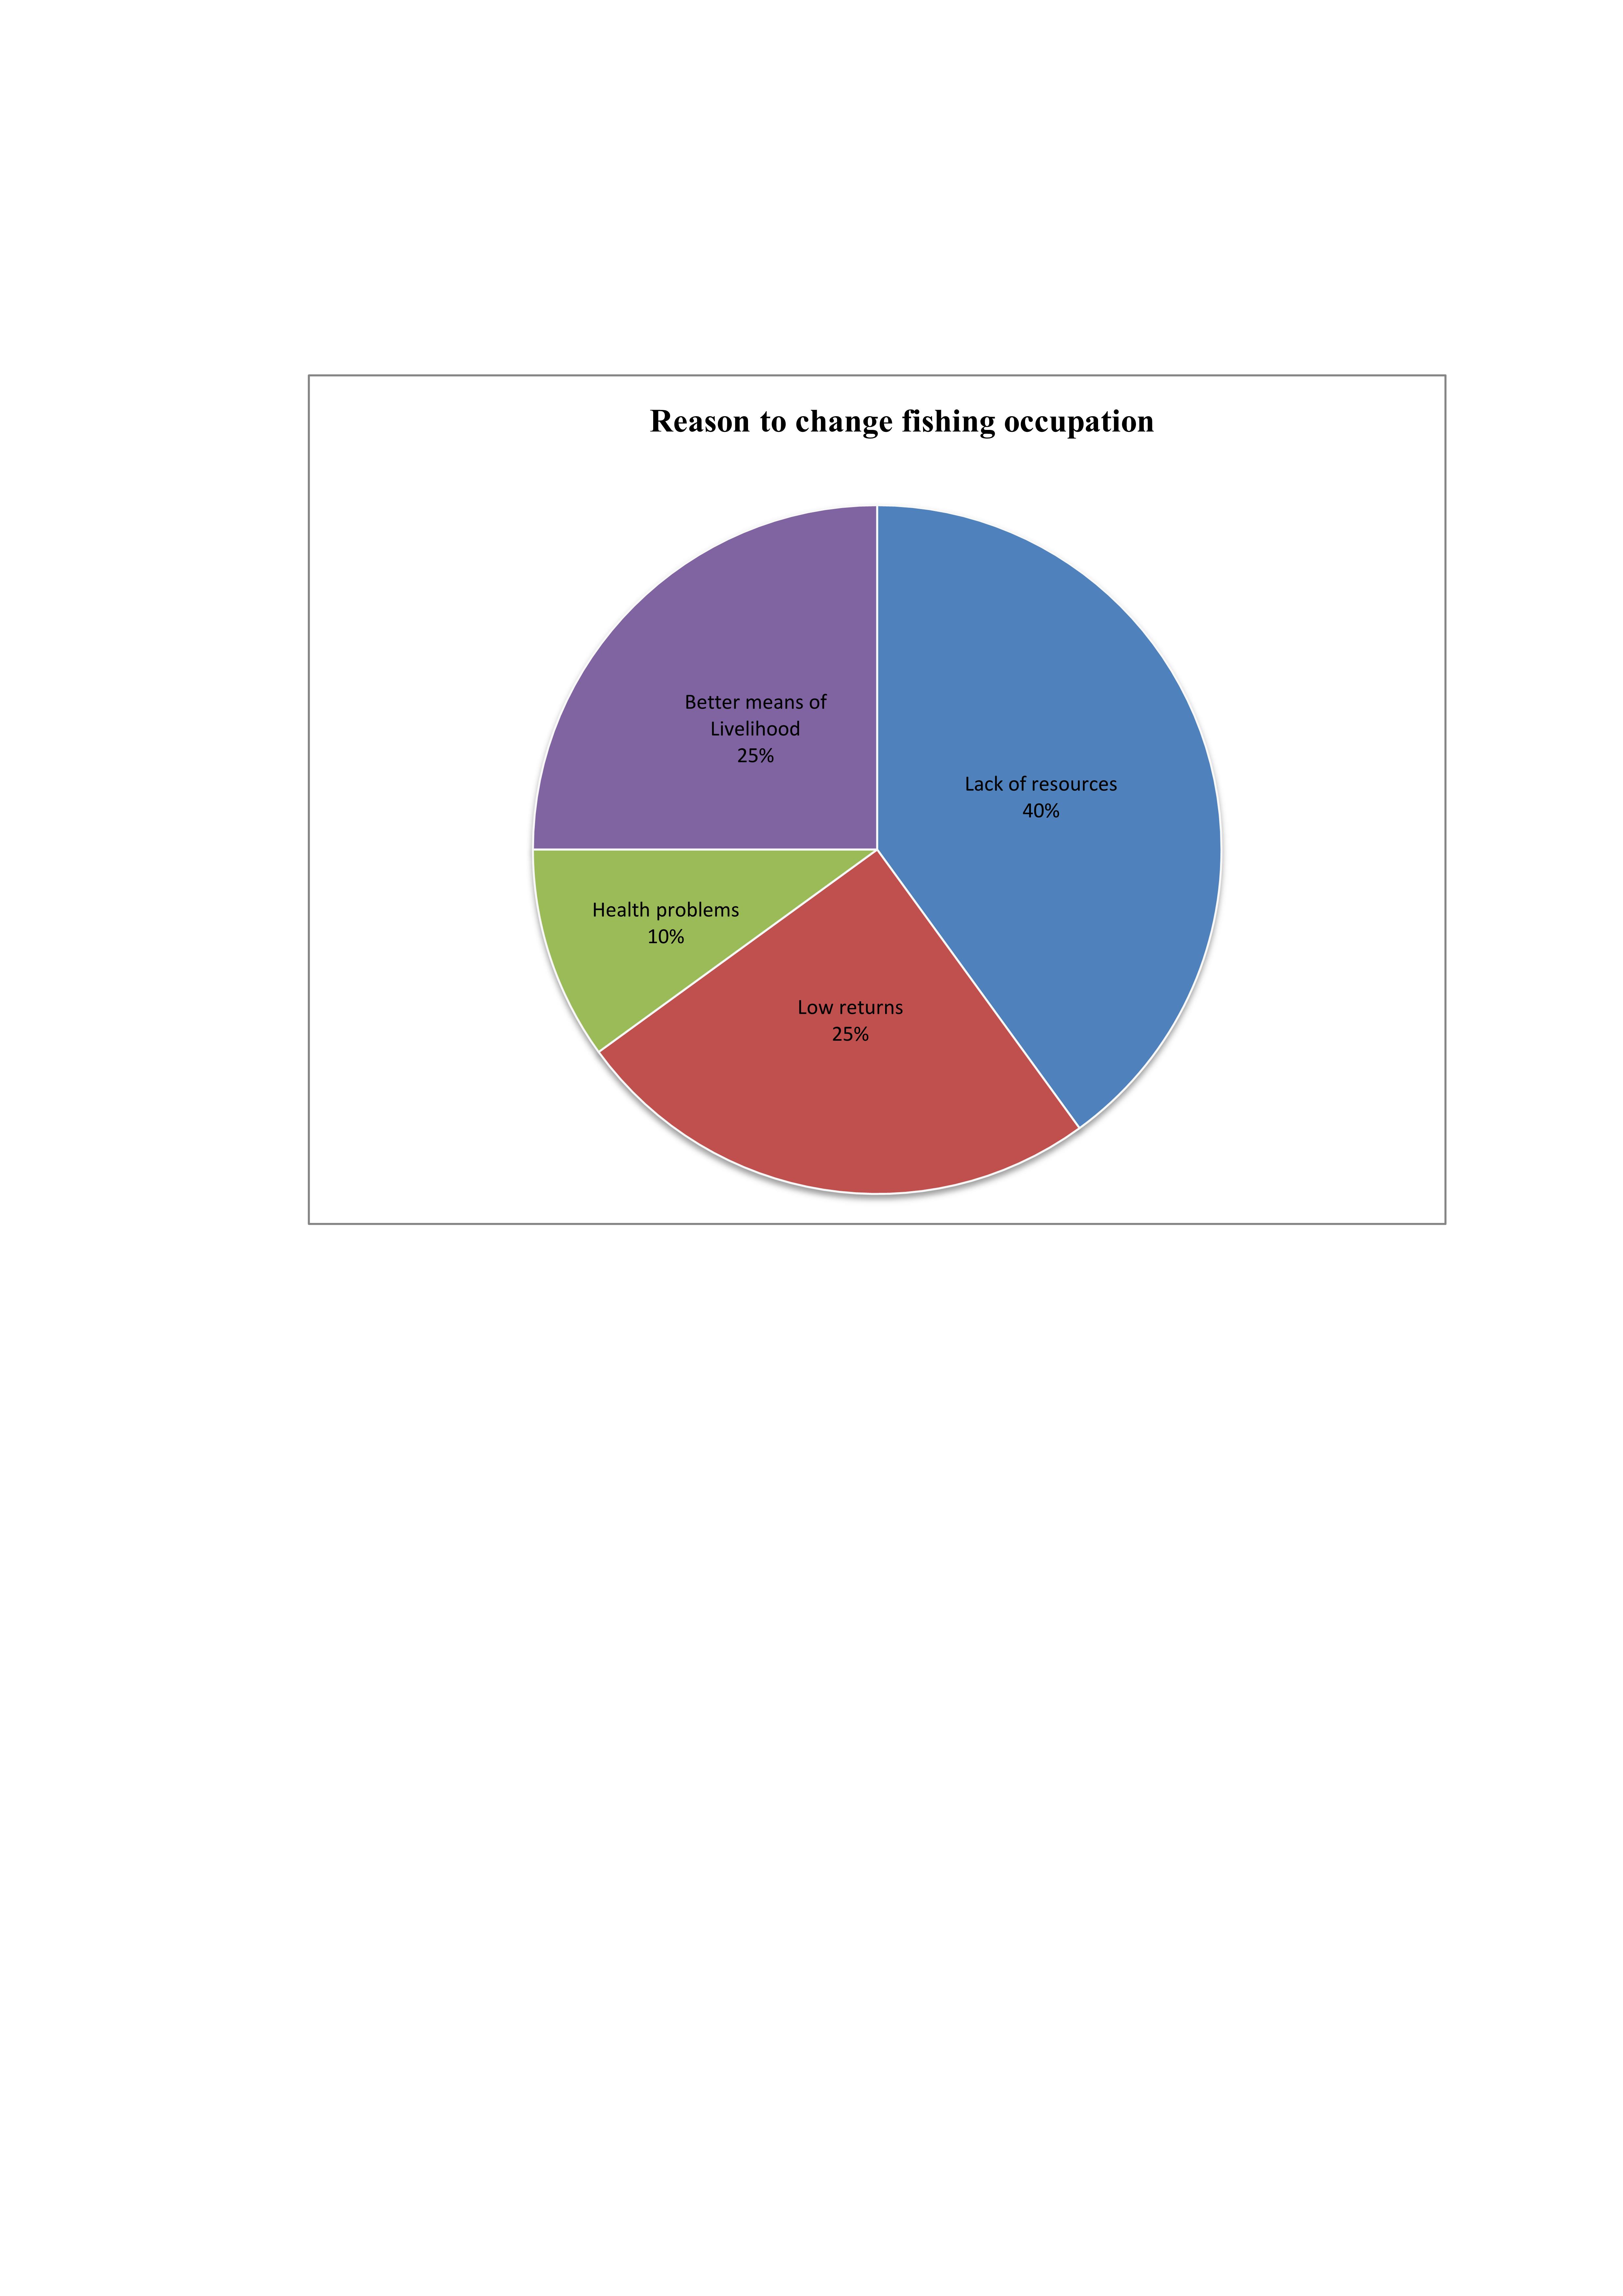 Reason to change fishing occupation
Better means of
Livelihood
25%
Lack of resources
40%
Health problems
10%
Low returns
25%